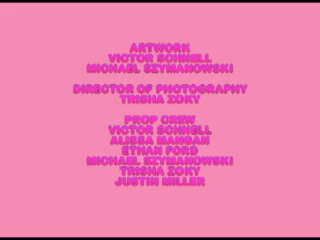 ARTWORK
VICTOR SCHNELL
MICHAEL SZYMANOWSKI
DIRECTOR OF PHOTOGRAPHY
TRISHA ZOKY
PROP CREW
VICTOR SCHNELL
ALISSA MANGAN
ETHAN FORD
MICHAEL SZYMANOWSKI
TRISHA ZOKY
JUSTIN MILLER